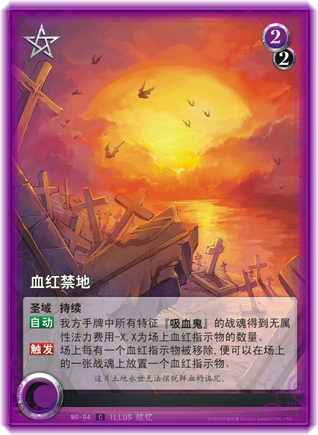 2
2
血红禁地
圣域 持续
自动 我方手牌中所有特征『吸血鬼』的战魂得到无属
性法力费用-X,X为场上血红指示物的数量。
触发 场上每有一个血红指示物被移除,便可以在场上
的一张战魂上放置一个血红指示物。
这片土地永世无法摆脱鲜血的诅咒。
M6-94 C ILLUS 炫忆